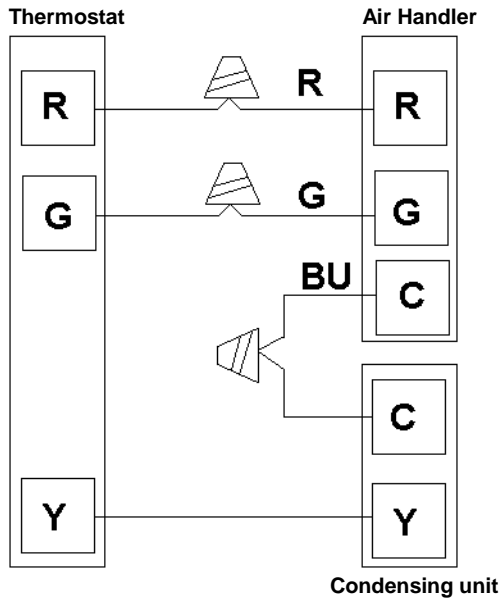 Thermostat
Air Handler
R
R
R
G
G
G
BU
C
C
Y
Y
Condensing unit